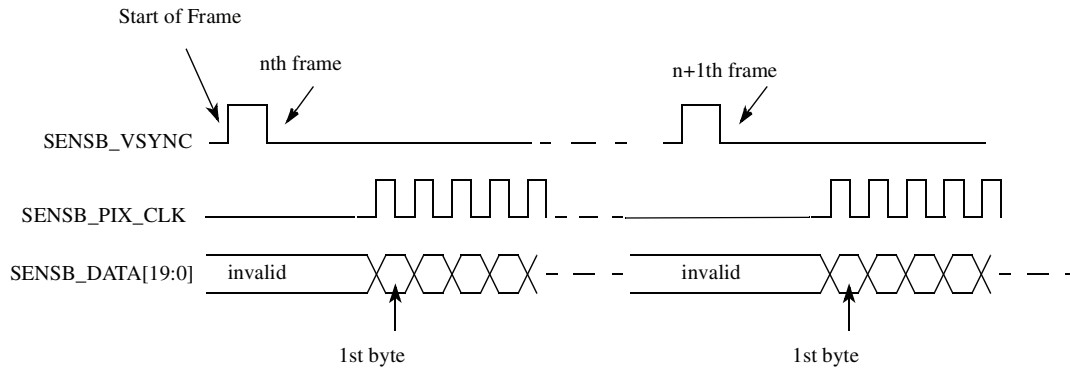 Start of Frame
nth frame
n+1th frame
SENSB_VSYNC
SENSB_PIX_CLK
SENSB_DATA[19:0]
invalid
invalid
1st byte
1st byte